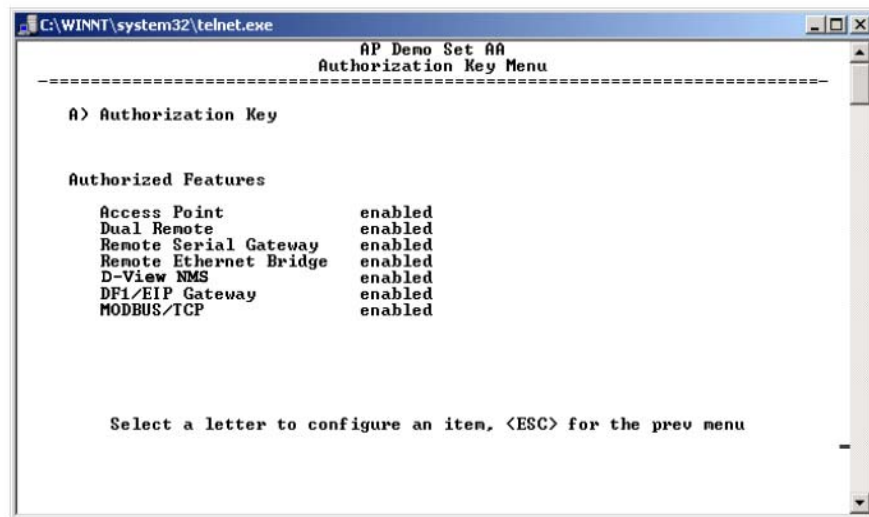 C:\WINNT\system32\telnet.exe
AP Demo Set AA
Authorization Key Menu
-==============================================================================-
A) Authorization Key
Authorized Features
Access Point enabled
Dual Remote enabled
Remote Serial Gateway enabled
Remote Ethernet Bridge enabled
D-View NMS enabled
DF1/EIP Gateway enabled
MODBUS/TCP enabled
Select a letter to configure an item, <ESC> for the prev menu